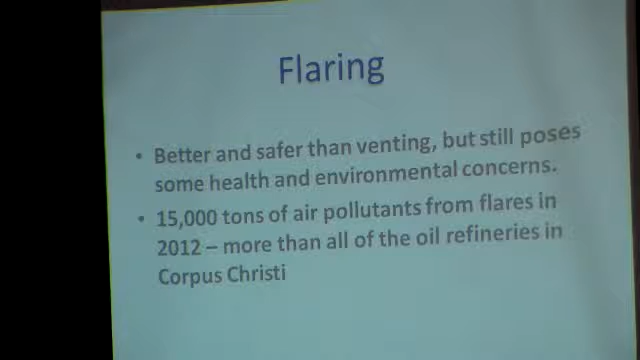 Flaring
• Better and safer than venting, but still poses
some health and environmental concerns.
• 15,000 tons of air pollutants from flares in
2012 – more than all of the oil refineries in
Corpus Christi